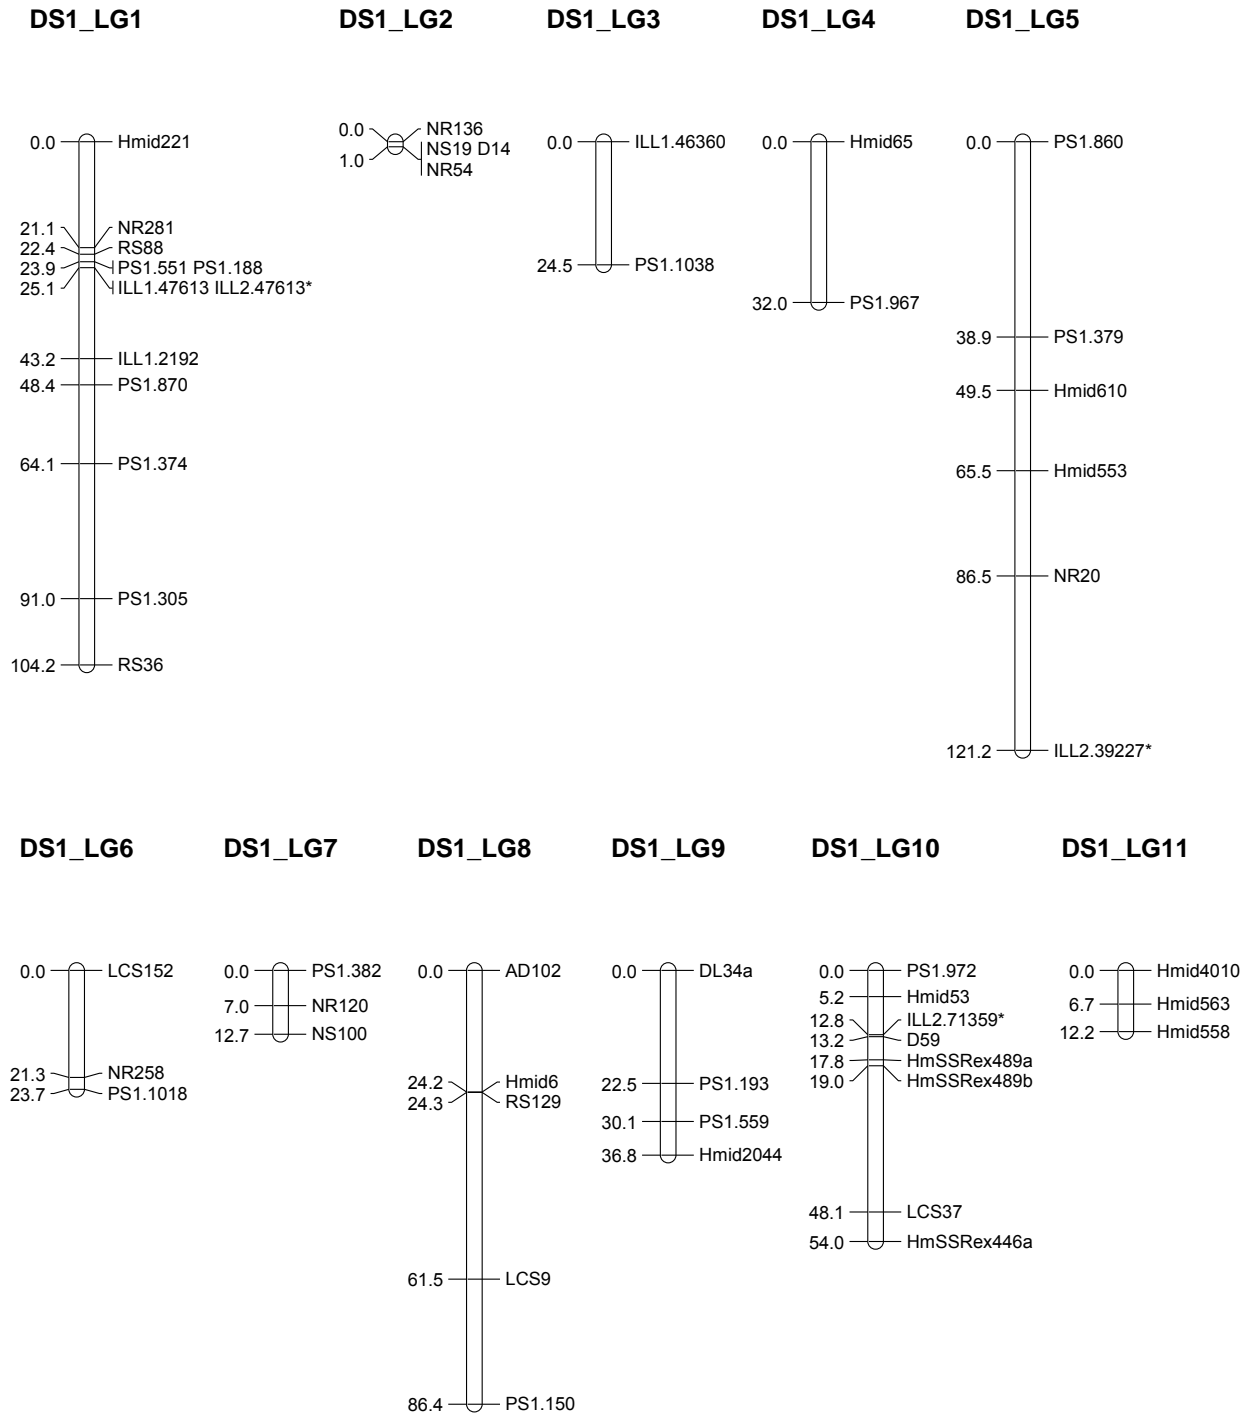 DS1_LG1 DS1_LG2 DS1_LG3 DS1_LG4 DS1_LG5
0.0 Hmid221
21.1 NR281
22.4 RS88
23.9 PS1.551 PS1.188
25.1 ILL1.47613 ILL2.47613*
43.2 ILL1.2192
48.4 PS1.870
64.1 PS1.374
91.0 PS1.305
104.2 RS36
0.0 NR136
1.0 NS19 D14
NR54
0.0 ILL1.46360
24.5 PS1.1038
0.0 Hmid65
32.0 PS1.967
0.0 PS1.860
38.9 PS1.379
49.5 Hmid610
65.5 Hmid553
86.5 NR20
121.2 ILL2.39227*
DS1_LG6 DS1_LG7 DS1_LG8 DS1_LG9 DS1_LG10 DS1_LG11
0.0 LCS152
21.3 NR258
23.7 PS1.1018
0.0 PS1.382
7.0 NR120
12.7 NS100
0.0 AD102
24.2 Hmid6
24.3 RS129
61.5 LCS9
86.4 PS1.150
0.0 DL34a
22.5 PS1.193
30.1 PS1.559
36.8 Hmid2044
0.0 PS1.972
5.2 Hmid53
12.8 ILL2.71359*
13.2 D59
17.8 HmSSRex489a
19.0 HmSSRex489b
48.1 LCS37
54.0 HmSSRex446a
0.0 Hmid4010
6.7 Hmid563
12.2 Hmid558